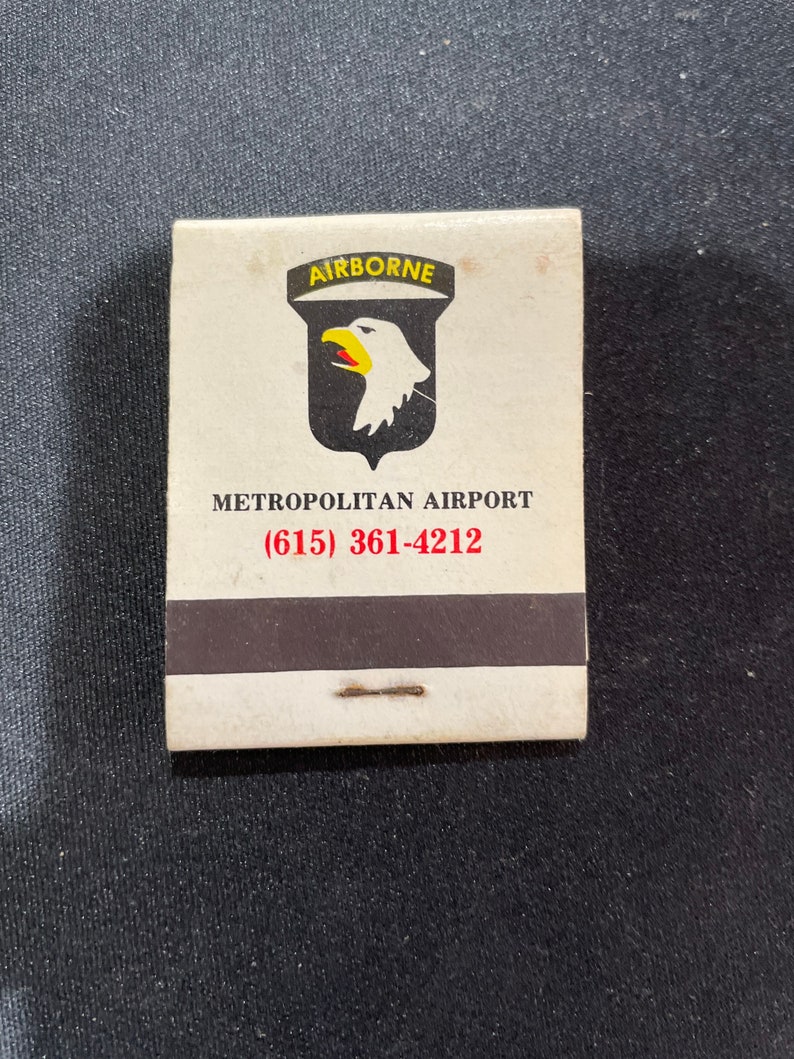 AIRBORNE
METROPOLITAN AIRPORT
(615) 361-4212